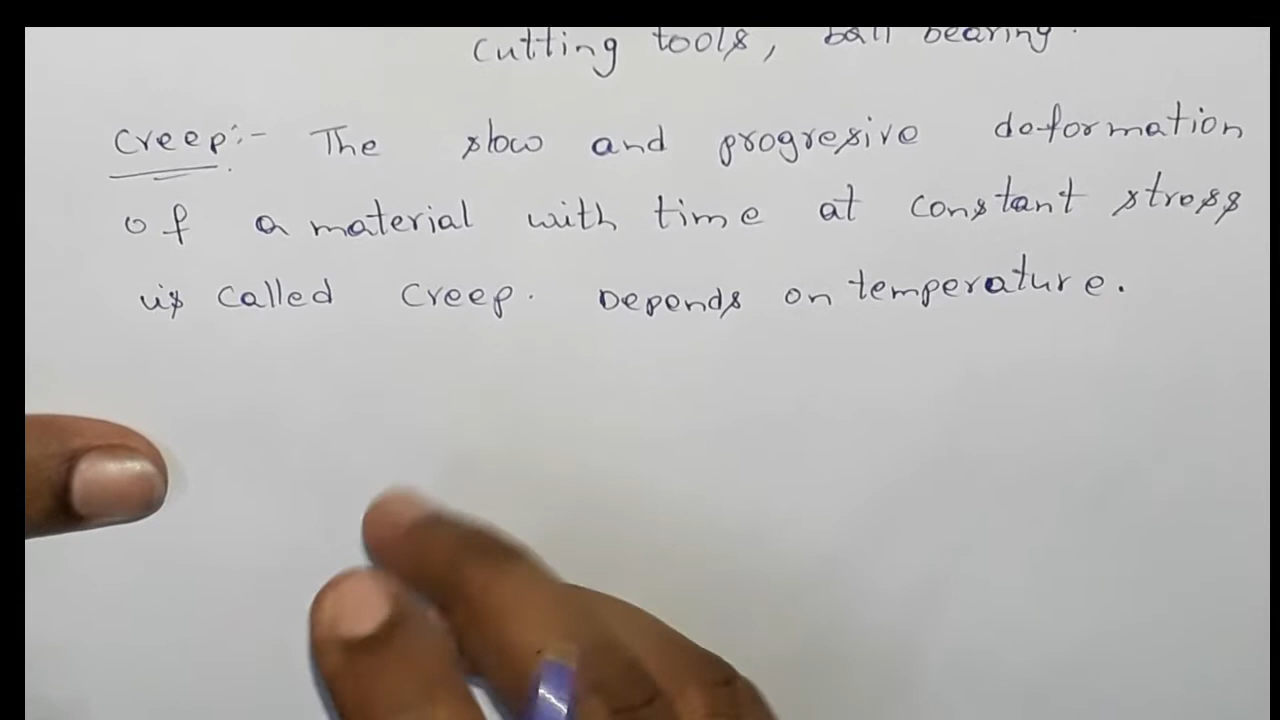 cutting tools, ball bearing.
Creep:- The slow and progresive deformation
of a material with time at constant stress
is called creep. Depends on temperature.